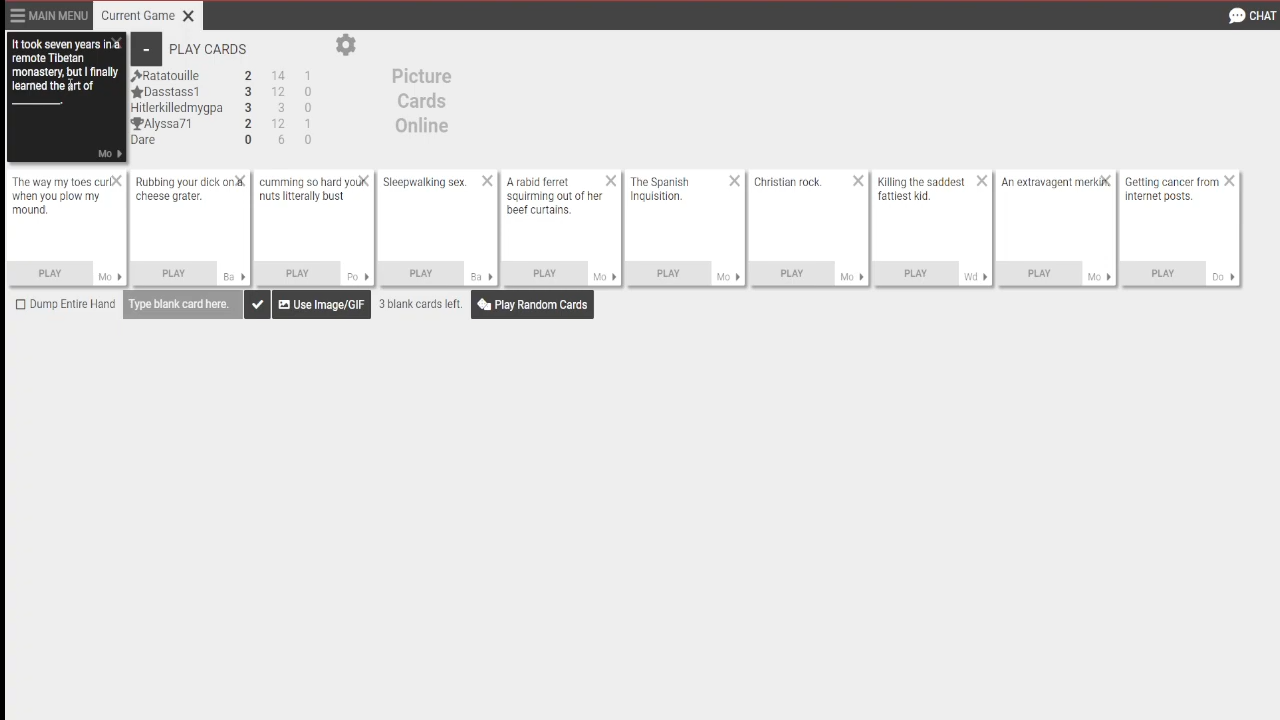 MAIN MENU
Current Game
CHAT
It took seven years in a
remote Tibetan
monastery, but I finally
learned the art of
________.
Mo
-
PLAY CARDS
Ratatouille 2 14 1
Dasstass1 3 12 0
Hitlerkilledmygpa 3 3 0
Alyssa71 2 12 1
Dare 0 6 0
Picture
Cards
Online
The way my toes curl
when you plow my
mound.
PLAY Mo
Rubbing your dick on a
cheese grater.
PLAY Ba
cumming so hard your
nuts litterally bust
PLAY Po
Sleepwalking sex.
PLAY Ba
A rabid ferret
squirming out of her
beef curtains.
PLAY Mo
The Spanish
Inquisition.
PLAY Mo
Christian rock.
PLAY Mo
Killing the saddest
fattiest kid.
PLAY Wd
An extravagent merkin.
PLAY Mo
Getting cancer from
internet posts.
PLAY Do
Dump Entire Hand
Type blank card here.
Use Image/GIF
3 blank cards left.
Play Random Cards